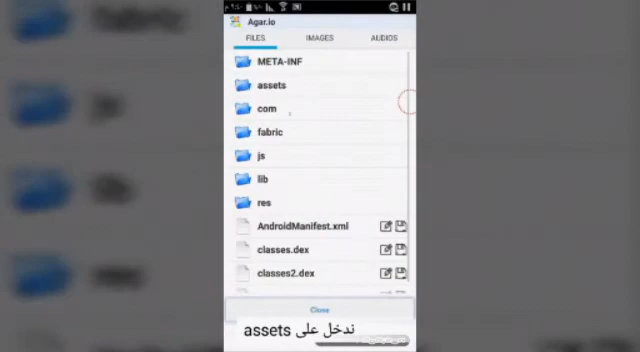 Agar.io
FILES IMAGES AUDIOS
META-INF
assets
com
fabric
js
lib
res
AndroidManifest.xml
classes.dex
classes2.dex
Close
ندخل على assets